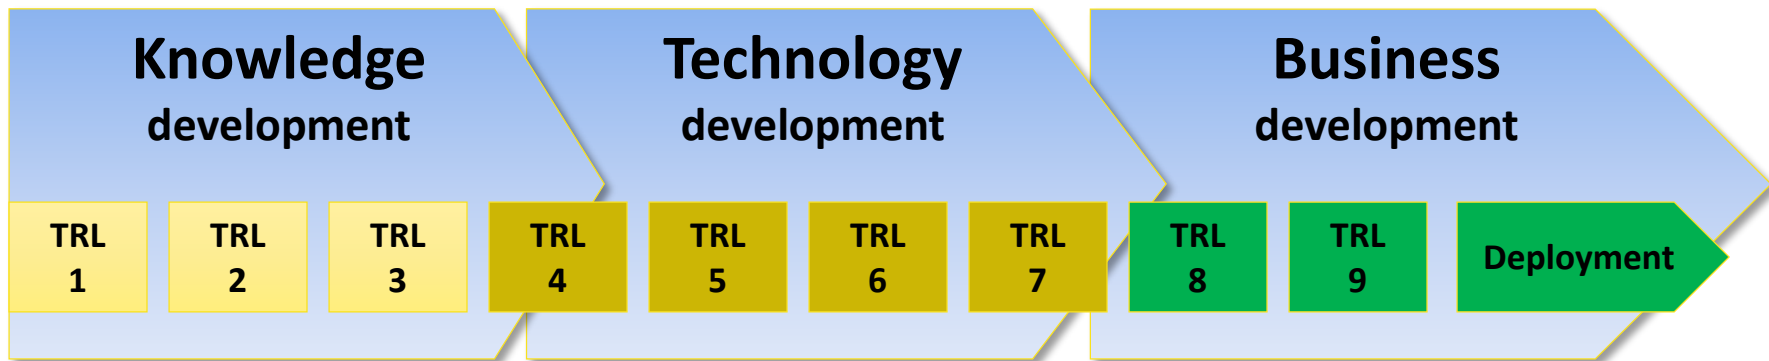 Knowledge
development
Technology
development
Business
development
TRL
1
TRL
2
TRL
3
TRL
4
TRL
5
TRL
6
TRL
7
TRL
8
TRL
9
Deployment